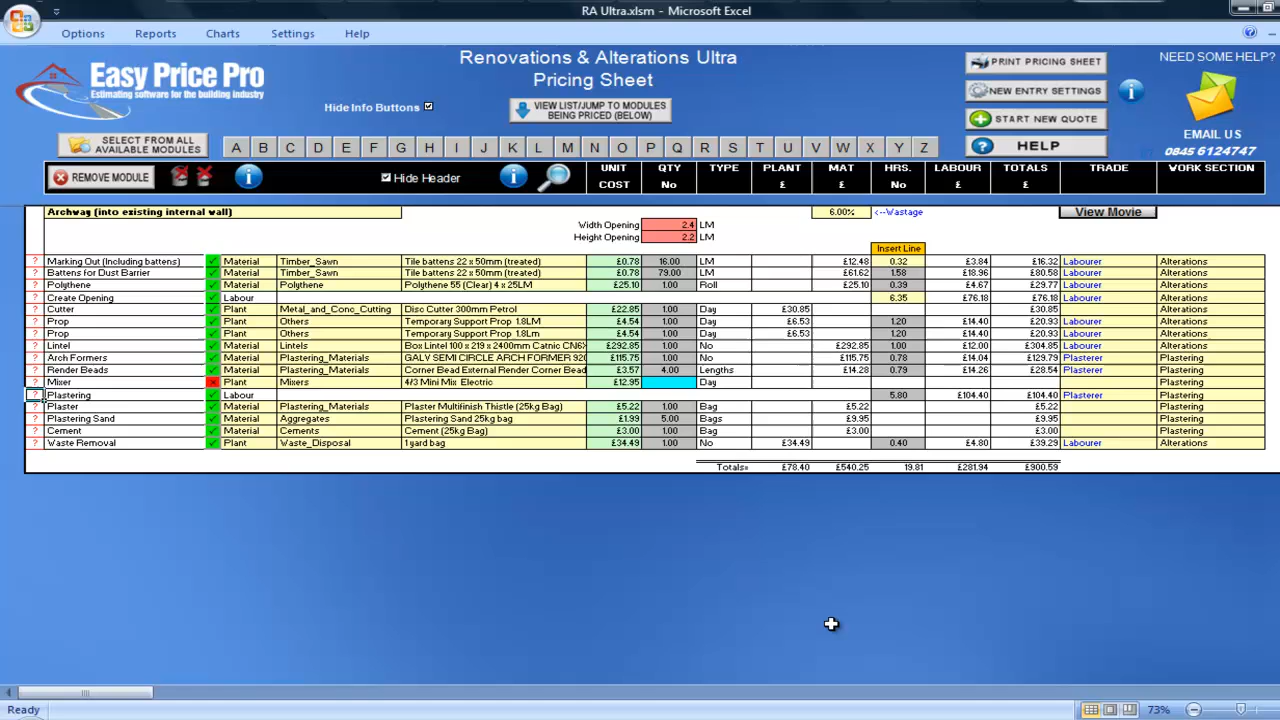 RA Ultra.xlsm - Microsoft Excel
Options Reports Charts Settings Help
Easy Price Pro
Estimating software for the building industry
Renovations & Alterations Ultra
Pricing Sheet
Hide Info Buttons
VIEW LIST/JUMP TO MODULES
BEING PRICED (BELOW)
PRINT PRICING SHEET
NEW ENTRY SETTINGS
START NEW QUOTE
HELP
NEED SOME HELP?
EMAIL US
0845 6124747
SELECT FROM ALL
AVAILABLE MODULES
A B C D E F G H I J K L M N O P Q R S T U V W X Y Z
REMOVE MODULE Hide Header
UNIT COST QTY No TYPE PLANT £ MAT £ HRS. No LABOUR £ TOTALS £ TRADE WORK SECTION
Archway (into existing internal wall) 6.00% <--Wastage View Movie
Width Opening 2.4 LM
Height Opening 2.2 LM
Insert Line
? Marking Out (Including battens) Material Timber_Sawn Tile battens 22 x 50mm (treated) £0.78 16.00 LM £12.48 0.32 £3.84 £16.32 Labourer Alterations
? Battens for Dust Barrier Material Timber_Sawn Tile battens 22 x 50mm (treated) £0.78 79.00 LM £61.62 1.58 £18.96 £80.58 Labourer Alterations
? Polythene Material Polythene Polythene 55 (Clear) 4 x 25LM £25.10 1.00 Roll £25.10 0.39 £4.67 £29.77 Labourer Alterations
? Create Opening Labour 6.35 £76.18 £76.18 Labourer Alterations
? Cutter Plant Metal_and_Conc_Cutting Disc Cutter 300mm Petrol £22.85 1.00 Day £30.85 £30.85 Alterations
? Prop Plant Others Temporary Support Prop 1.8LM £4.54 1.00 Day £6.53 1.20 £14.40 £20.93 Labourer Alterations
? Prop Plant Others Temporary Support Prop 1.8Lm £4.54 1.00 Day £6.53 1.20 £14.40 £20.93 Labourer Alterations
? Lintel Material Lintels Box Lintel 100 x 219 x 2400mm Catnic CN6X £292.85 1.00 No £292.85 1.00 £12.00 £304.85 Labourer Alterations
? Arch Formers Material Plastering_Materials GALV SEMI CIRCLE ARCH FORMER 920 £115.75 1.00 No £115.75 0.78 £14.04 £129.79 Plasterer Plastering
? Render Beads Material Plastering_Materials Corner Bead External Render Corner Bead £3.57 4.00 Lengths £14.28 0.79 £14.26 £28.54 Plasterer Plastering
? Mixer Plant Mixers 4/3 Mini Mix Electric £12.95 Day Plastering
? Plastering Labour 5.80 £104.40 £104.40 Plasterer Plastering
? Plaster Material Plastering_Materials Plaster Multifinish Thistle (25kg Bag) £5.22 1.00 Bag £5.22 £5.22 Plastering
? Plastering Sand Material Aggregates Plastering Sand 25kg bag £1.99 5.00 Bags £9.95 £9.95 Plastering
? Cement Material Cements Cement (25kg Bag) £3.00 1.00 Bag £3.00 £3.00 Plastering
? Waste Removal Plant Waste_Disposal 1 yard bag £34.49 1.00 No £34.49 0.40 £4.80 £39.29 Labourer Alterations
Totals= £78.40 £540.25 19.81 £281.94 £900.59
Ready 73%